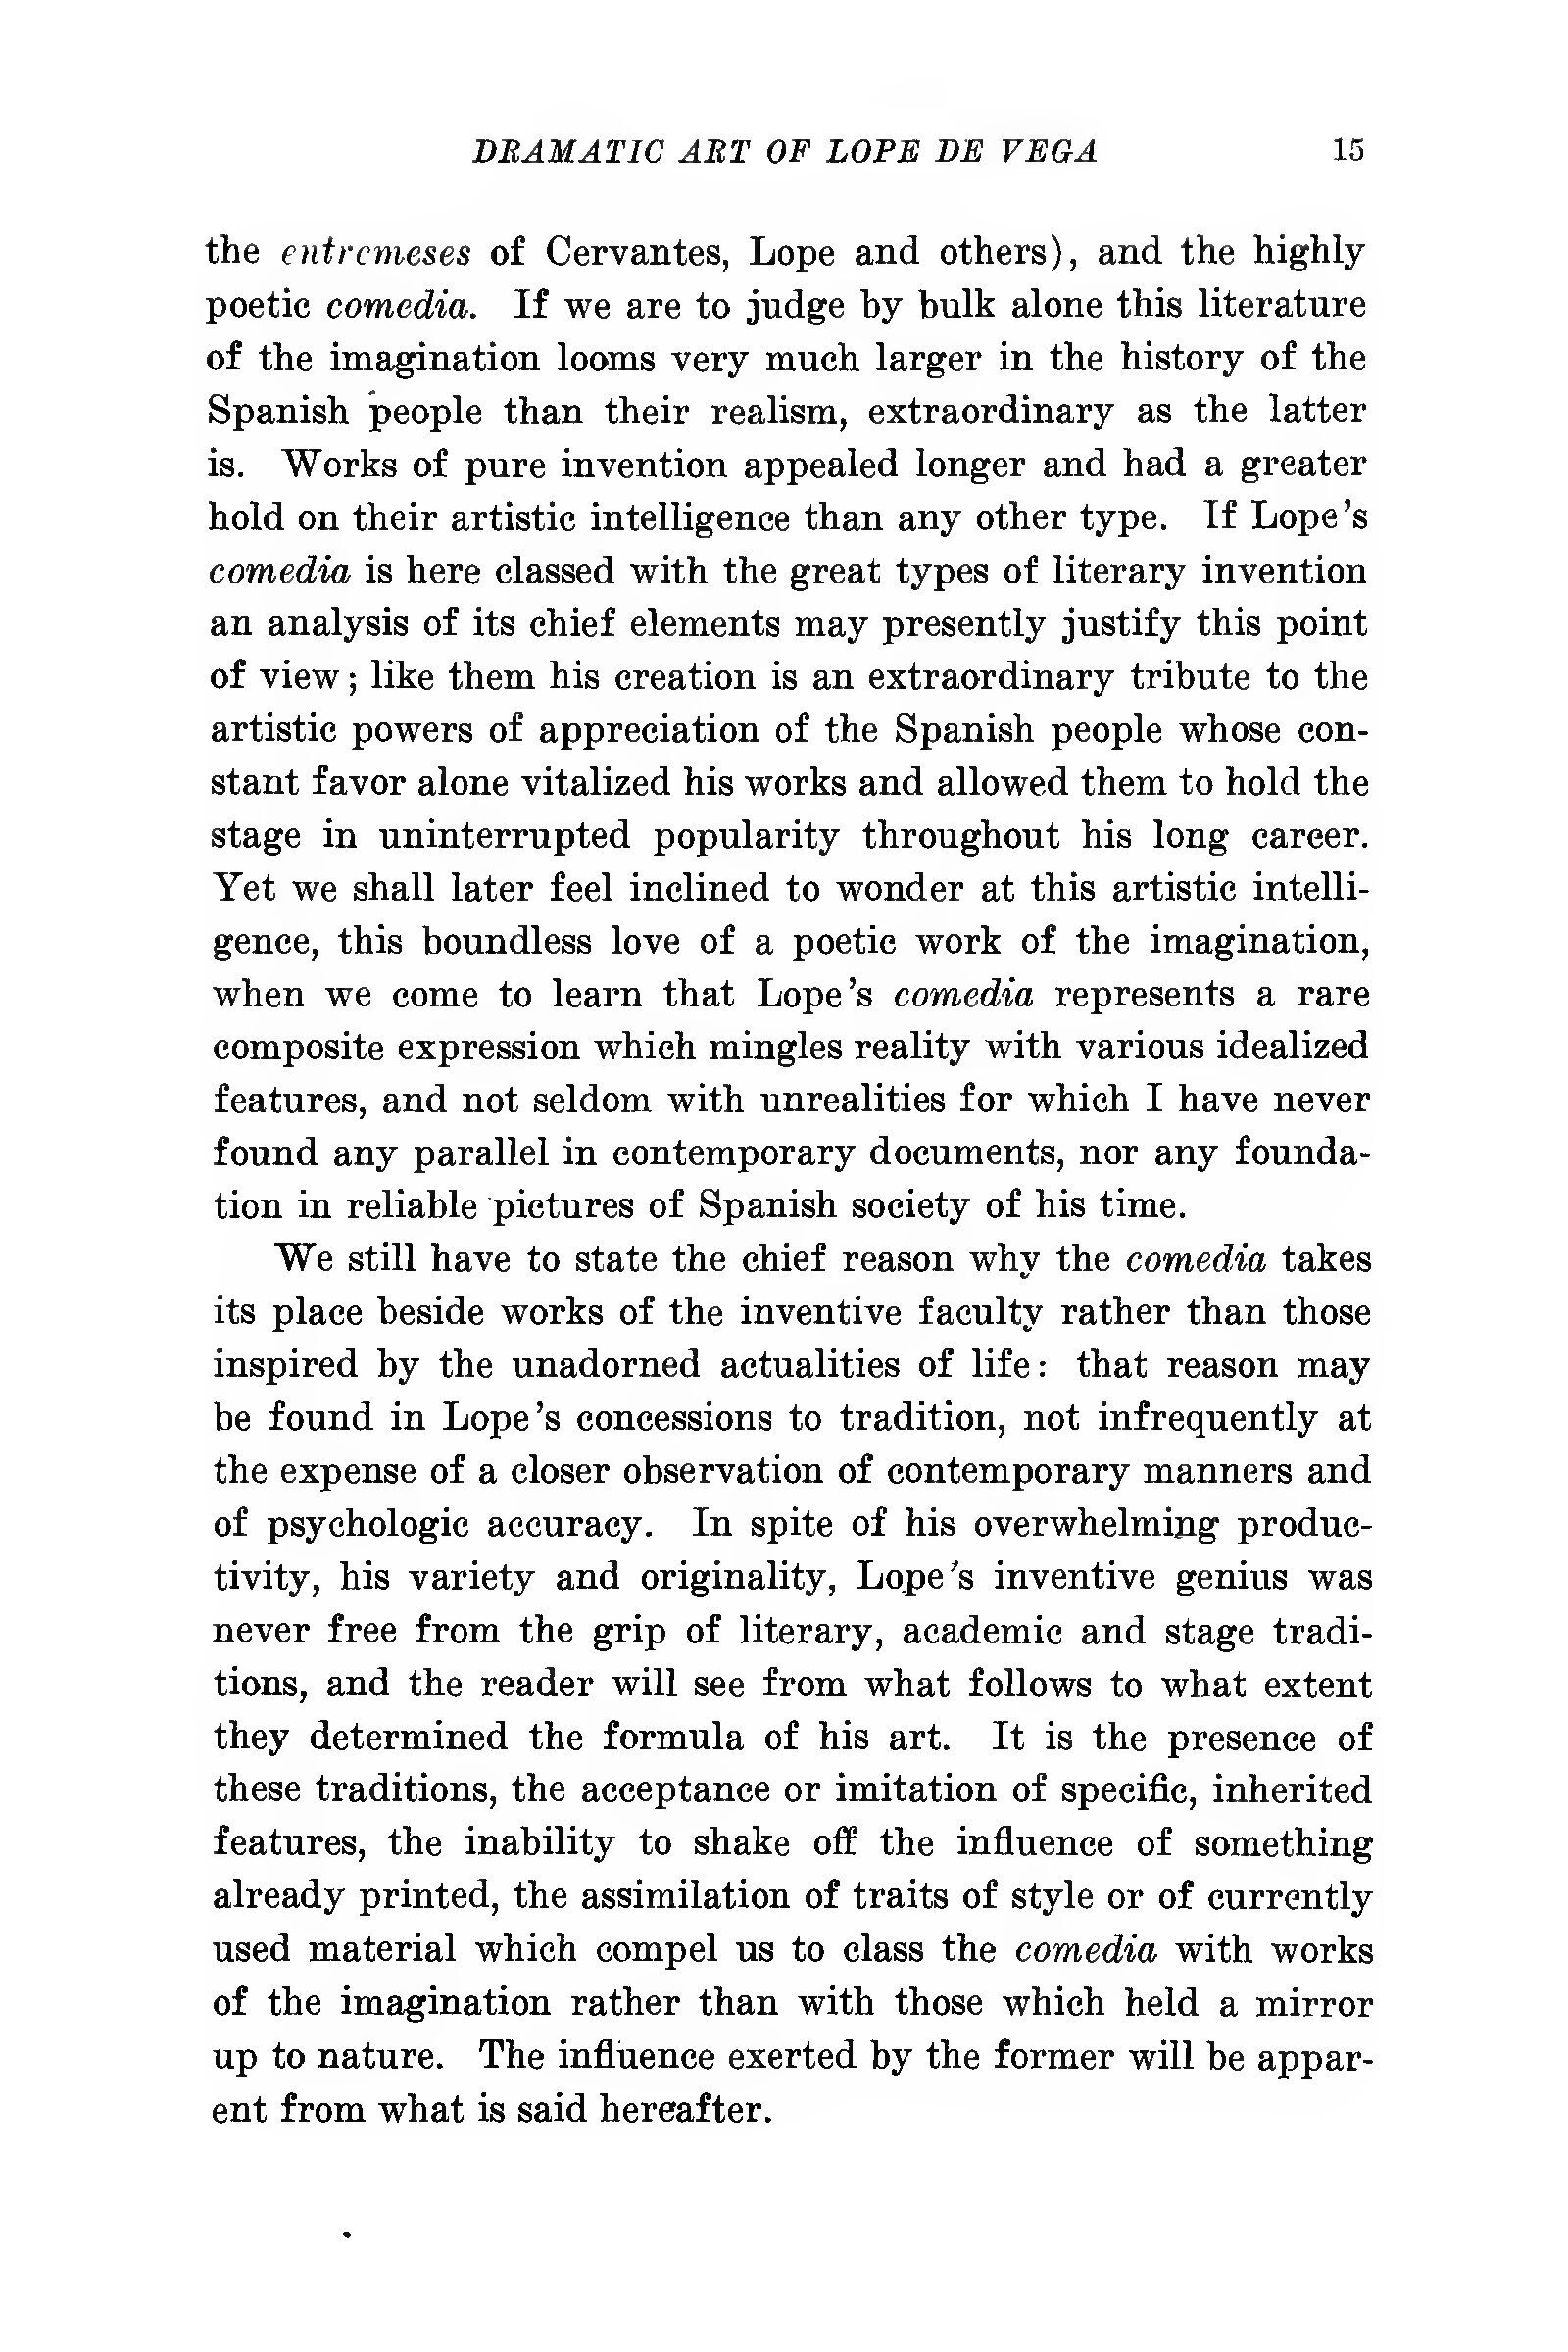 DRAMATIC ART OF LOPE DE VEGA 15
the entremeses of Cervantes, Lope and others), and the highly
poetic comedia. If we are to judge by bulk alone this literature
of the imagination looms very much larger in the history of the
Spanish people than their realism, extraordinary as the latter
is. Works of pure invention appealed longer and had a greater
hold on their artistic intelligence than any other type. If Lope's
comedia is here classed with the great types of literary invention
an analysis of its chief elements may presently justify this point
of view; like them his creation is an extraordinary tribute to the
artistic powers of appreciation of the Spanish people whose con-
stant favor alone vitalized his works and allowed them to hold the
stage in uninterrupted popularity throughout his long career.
Yet we shall later feel inclined to wonder at this artistic intelli-
gence, this boundless love of a poetic work of the imagination,
when we come to learn that Lope's comedia represents a rare
composite expression which mingles reality with various idealized
features, and not seldom with unrealities for which I have never
found any parallel in contemporary documents, nor any founda-
tion in reliable pictures of Spanish society of his time.
We still have to state the chief reason why the comedia takes
its place beside works of the inventive faculty rather than those
inspired by the unadorned actualities of life: that reason may
be found in Lope's concessions to tradition, not infrequently at
the expense of a closer observation of contemporary manners and
of psychologic accuracy. In spite of his overwhelming produc-
tivity, his variety and originality, Lope's inventive genius was
never free from the grip of literary, academic and stage tradi-
tions, and the reader will see from what follows to what extent
they determined the formula of his art. It is the presence of
these traditions, the acceptance or imitation of specific, inherited
features, the inability to shake off the influence of something
already printed, the assimilation of traits of style or of currently
used material which compel us to class the comedia with works
of the imagination rather than with those which held a mirror
up to nature. The influence exerted by the former will be appar-
ent from what is said hereafter.